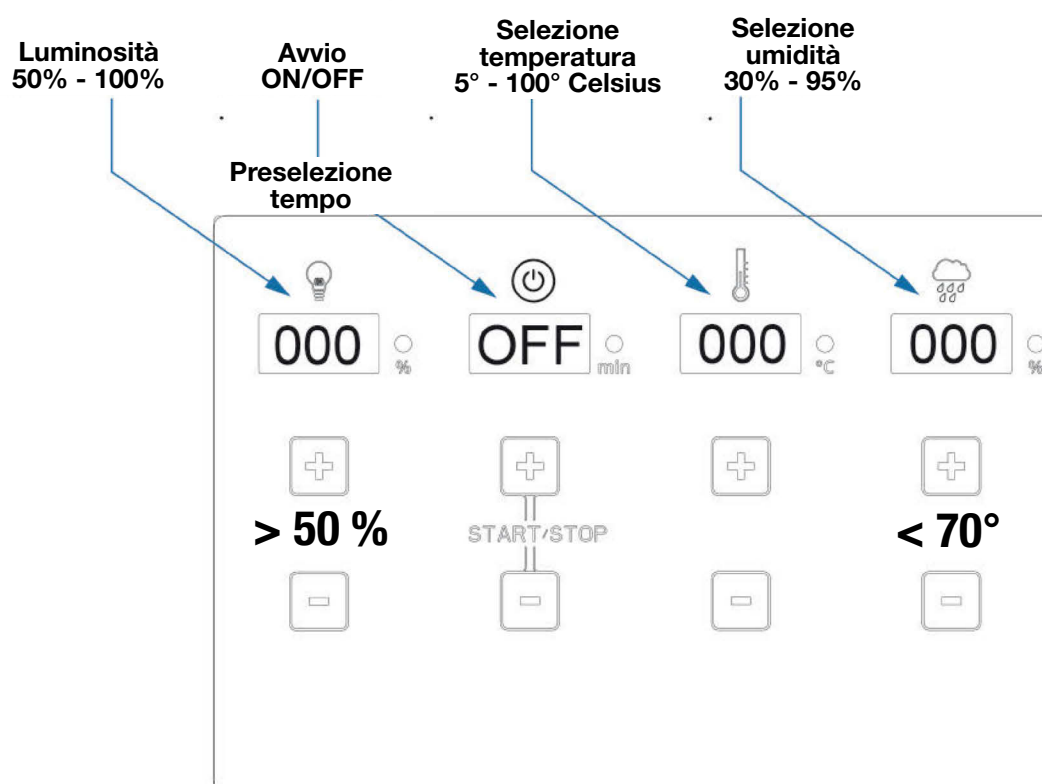 Luminosità
50% - 100%
Avvio
ON/OFF
Selezione
temperatura
5° - 100° Celsius
Selezione
umidità
30% - 95%
Preselezione
tempo
000
%
OFF
min
000
°C
000
%
> 50 %
START/STOP
< 70°